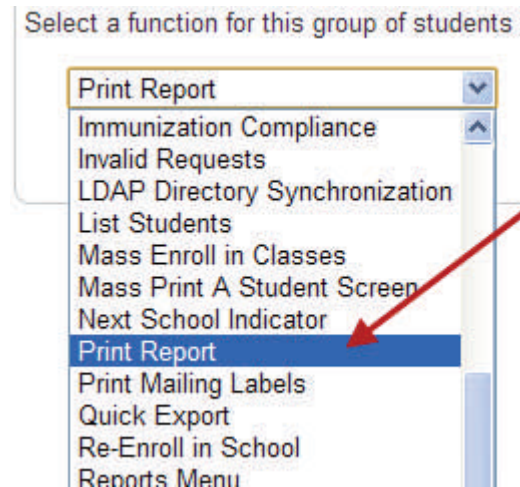 Select a function for this group of students
Print Report
Immunization Compliance
Invalid Requests
LDAP Directory Synchronization
List Students
Mass Enroll in Classes
Mass Print A Student Screen
Next School Indicator
Print Report
Print Mailing Labels
Quick Export
Re-Enroll in School
Reports Menu